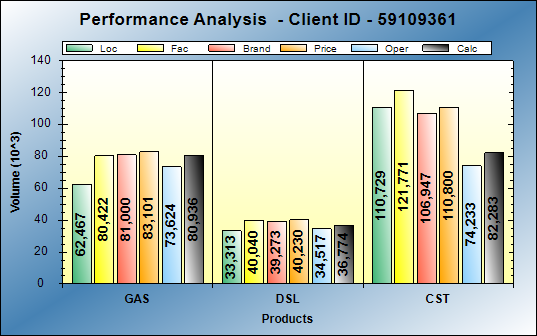 Performance Analysis - Client ID - 59109361
Loc Fac Brand Price Oper Calc
Volume (10^3)
140
120
100
80
60
40
20
0
62,467 80,422 81,000 83,101 73,624 80,936
33,313 40,040 39,273 40,230 34,517 36,774
110,729 121,771 106,947 110,800 74,233 82,283
GAS DSL CST
Products